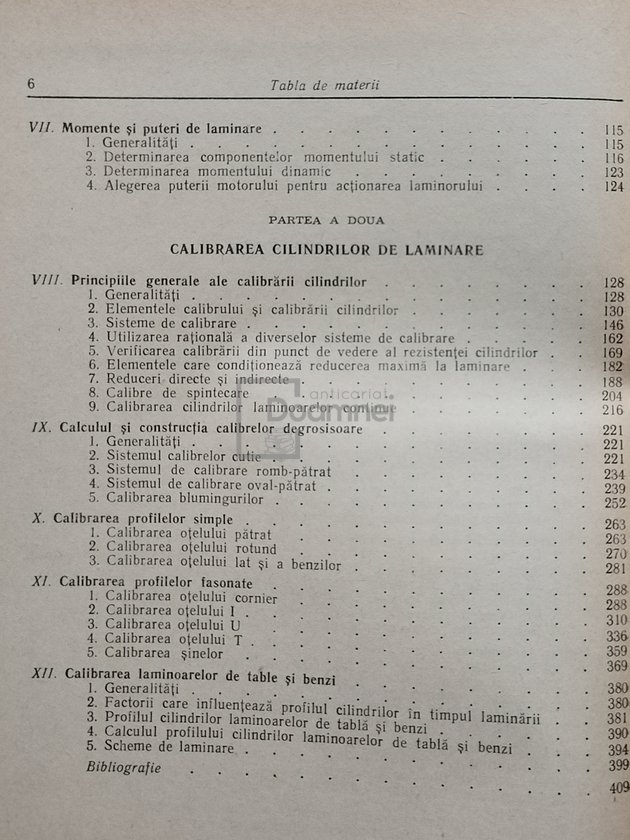 6 Tabla de materii
VII. Momente și puteri de laminare . . . . . . . . . . 115
1. Generalități . . . . . . . . . . 115
2. Determinarea componentelor momentului static . . . . . 116
3. Determinarea momentului dinamic . . . . . . . 123
4. Alegerea puterii motorului pentru acționarea laminorului . . . . 124
PARTEA A DOUA
CALIBRAREA CILINDRILOR DE LAMINARE
VIII. Principiile generale ale calibrării cilindrilor . . . . . . . 128
1. Generalități . . . . . . . . . . 128
2. Elementele calibrului și calibrării cilindrilor . . . . . . 130
3. Sisteme de calibrare . . . . . . . . . . 146
4. Utilizarea rațională a diverselor sisteme de calibrare . . . . 162
5. Verificarea calibrării din punct de vedere al rezistenței cilindrilor . . 169
6. Elementele care condiționează reducerea maximă la laminare . . . 182
7. Reduceri directe și indirecte . . . . . . . . 188
8. Calibre de spintecare . . . . . . . . . 204
9. Calibrarea cilindrilor laminoarelor continue . . . . . . 216
anticariat
Doamnei
IX. Calculul și construcția calibrelor degrosisoare . . . . . . 221
1. Generalități . . . . . . . . . . 221
2. Sistemul calibrelor cutie . . . . . . . . 221
3. Sistemul de calibrare romb-pătrat . . . . . . . 234
4. Sistemul de calibrare oval-pătrat . . . . . . . 239
5. Calibrarea blumingurilor . . . . . . . . 252
X. Calibrarea profilelor simple . . . . . . . . . 263
1. Calibrarea oțelului pătrat . . . . . . . . 263
2. Calibrarea oțelului rotund . . . . . . . . 270
3. Calibrarea oțelului lat și a benzilor . . . . . . . 281
XI. Calibrarea profilelor fasonate . . . . . . . . 288
1. Calibrarea oțelului cornier . . . . . . . . 288
2. Calibrarea oțelului I . . . . . . . . . 310
3. Calibrarea oțelului U . . . . . . . . . 336
4. Calibrarea oțelului T . . . . . . . . . 359
5. Calibrarea șinelor . . . . . . . . . 369
XII. Calibrarea laminoarelor de table și benzi . . . . . . . 380
1. Generalități . . . . . . . . . . 380
2. Factorii care influențează profilul cilindrilor în timpul laminării . . 381
3. Profilul cilindrilor laminoarelor de tablă și benzi . . . . . 390
4. Calculul profilului cilindrilor laminoarelor de tablă și benzi . . . 394
5. Scheme de laminare . . . . . . . . . 399
Bibliografie . . . . . . . . . . . 409